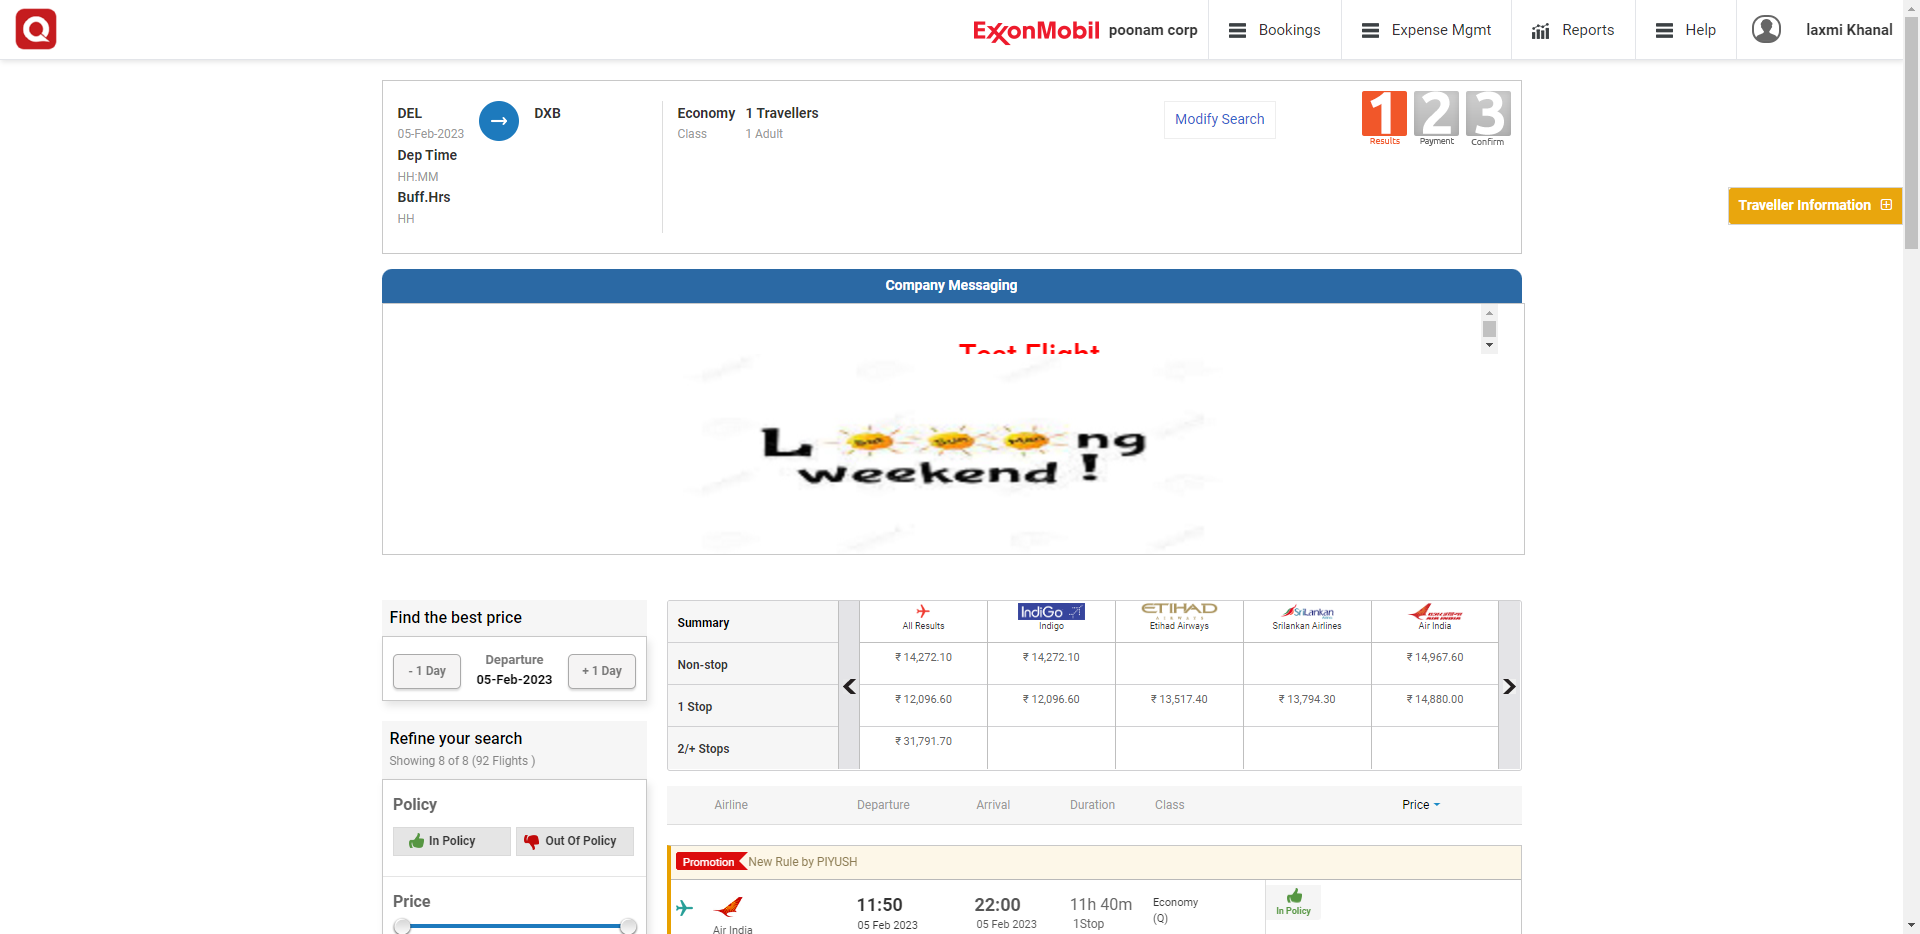 Q
ExxonMobil poonam corp
Bookings
Expense Mgmt
Reports
Help
laxmi Khanal
DEL
DXB
05-Feb-2023
Dep Time
HH:MM
Buff.Hrs
HH
Economy 1 Travellers
Class 1 Adult
Modify Search
1 2 3
Results Payment Confirm
Traveller Information
Company Messaging
Test Flight
L Sat Sun Mon ng
weekend !
Find the best price
- 1 Day
Departure
05-Feb-2023
+ 1 Day
Refine your search
Showing 8 of 8 (92 Flights )
Policy
In Policy
Out Of Policy
Price
IndiGo ETIHAD SriLankan
AIRWAYS
Summary All Results Indigo Etihad Airways Srilankan Airlines Air India
Non-stop ₹ 14,272.10 ₹ 14,272.10 ₹ 14,967.60
1 Stop ₹ 12,096.60 ₹ 12,096.60 ₹ 13,517.40 ₹ 13,794.30 ₹ 14,880.00
2/+ Stops ₹ 31,791.70
Airline Departure Arrival Duration Class Price
Promotion New Rule by PIYUSH
11:50 22:00 11h 40m Economy
05 Feb 2023 05 Feb 2023 1Stop (Q)
Air India
In Policy